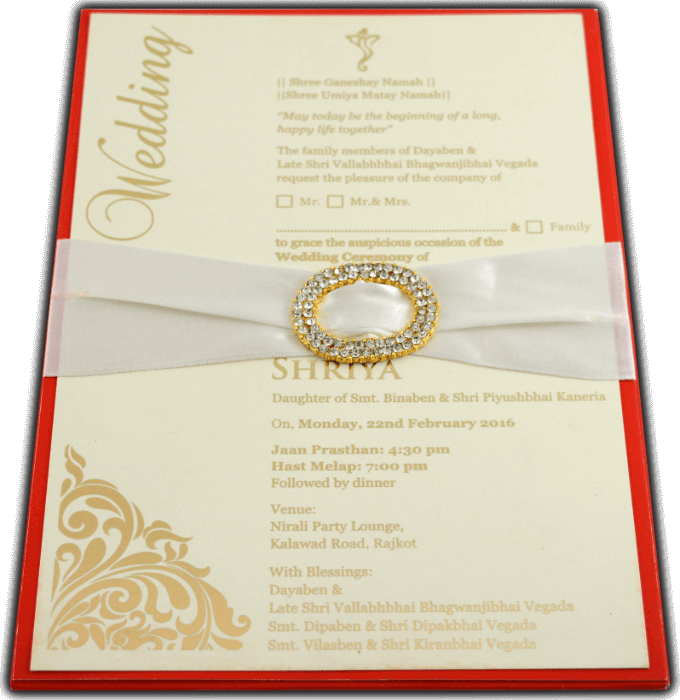 Wedding
|| Shree Ganeshay Namah ||
||Shree Umiya Matay Namah||
"May today be the beginning of a long,
happy life together"
The family members of Dayaben &
Late Shri Vallabhbhai Bhagwanjibhai Vegada
request the pleasure of the company of
Mr. Mr.& Mrs.
& Family
to grace the auspicious occasion of the
Wedding Ceremony of
SHRIYA
Daughter of Smt. Binaben & Shri Piyushbhai Kaneria
On, Monday, 22nd February 2016
Jaan Prasthan: 4:30 pm
Hast Melap: 7:00 pm
Followed by dinner
Venue:
Nirali Party Lounge,
Kalawad Road, Rajkot
With Blessings:
Dayaben &
Late Shri Vallabhbhai Bhagwanjibhai Vegada
Smt. Dipaben & Shri Dipakbhai Vegada
Smt. Vilasben & Shri Kiranbhai Vegada